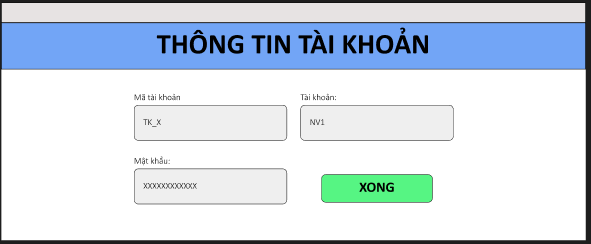 THÔNG TIN TÀI KHOẢN
Mã tài khoản
Tài khoản:
TK_X
NV1
Mật khẩu:
XXXXXXXXXXXX
XONG